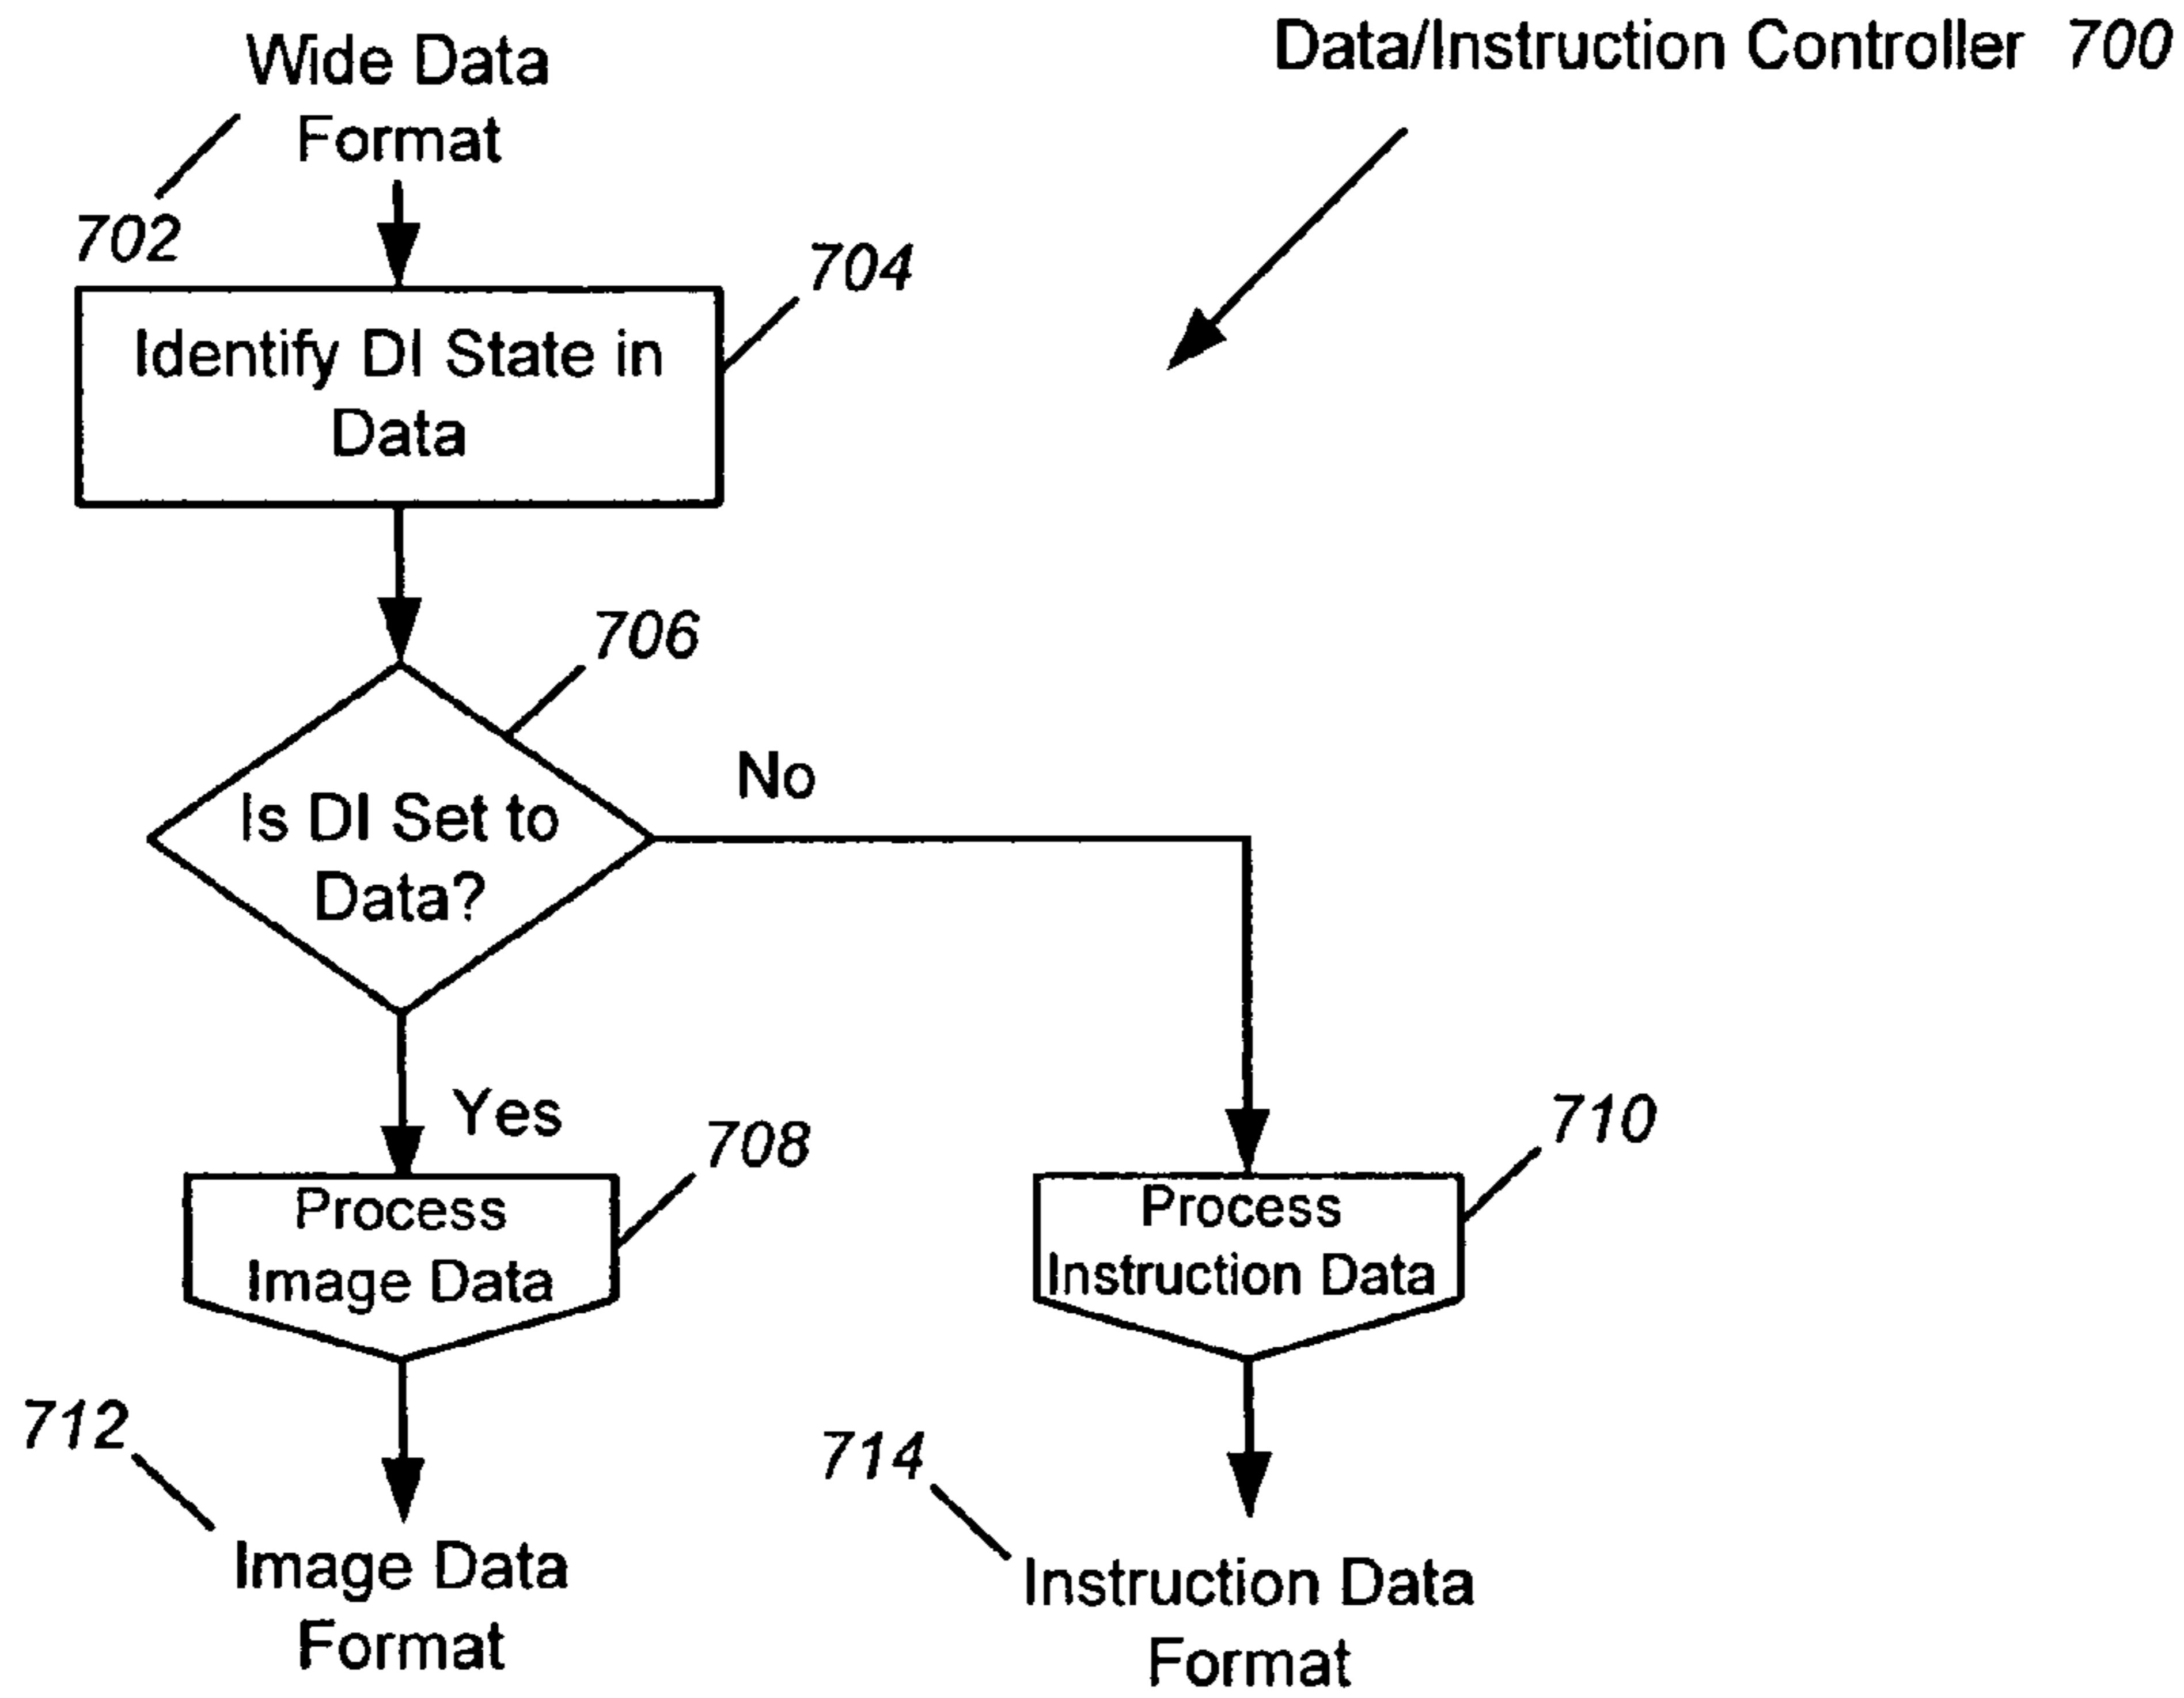 Data/Instruction Controller 700
Wide Data
Format
702
704
Identify DI State in
Data
706
Is DI Set to
Data?
No
Yes
708
710
Process
Image Data
Process
Instruction Data
712
714
Image Data
Format
Instruction Data
Format